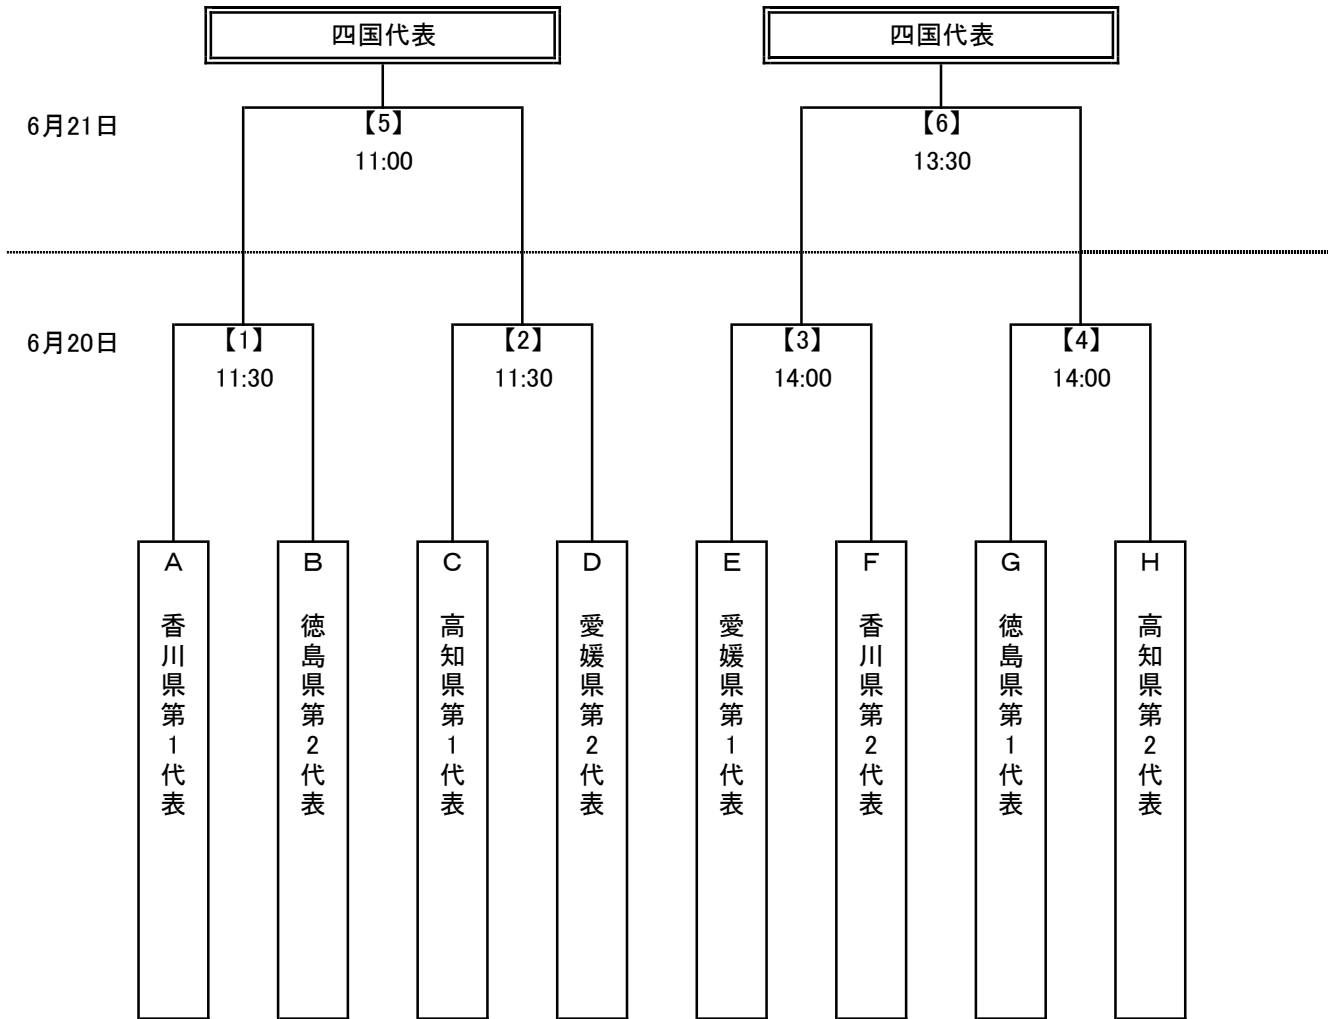 四国代表
四国代表
6月21日
【5】
11:00
【6】
13:30
6月20日
【1】
11:30
【2】
11:30
【3】
14:00
【4】
14:00
A
香川県第1代表
B
徳島県第2代表
C
高知県第1代表
D
愛媛県第2代表
E
愛媛県第1代表
F
香川県第2代表
G
徳島県第1代表
H
高知県第2代表